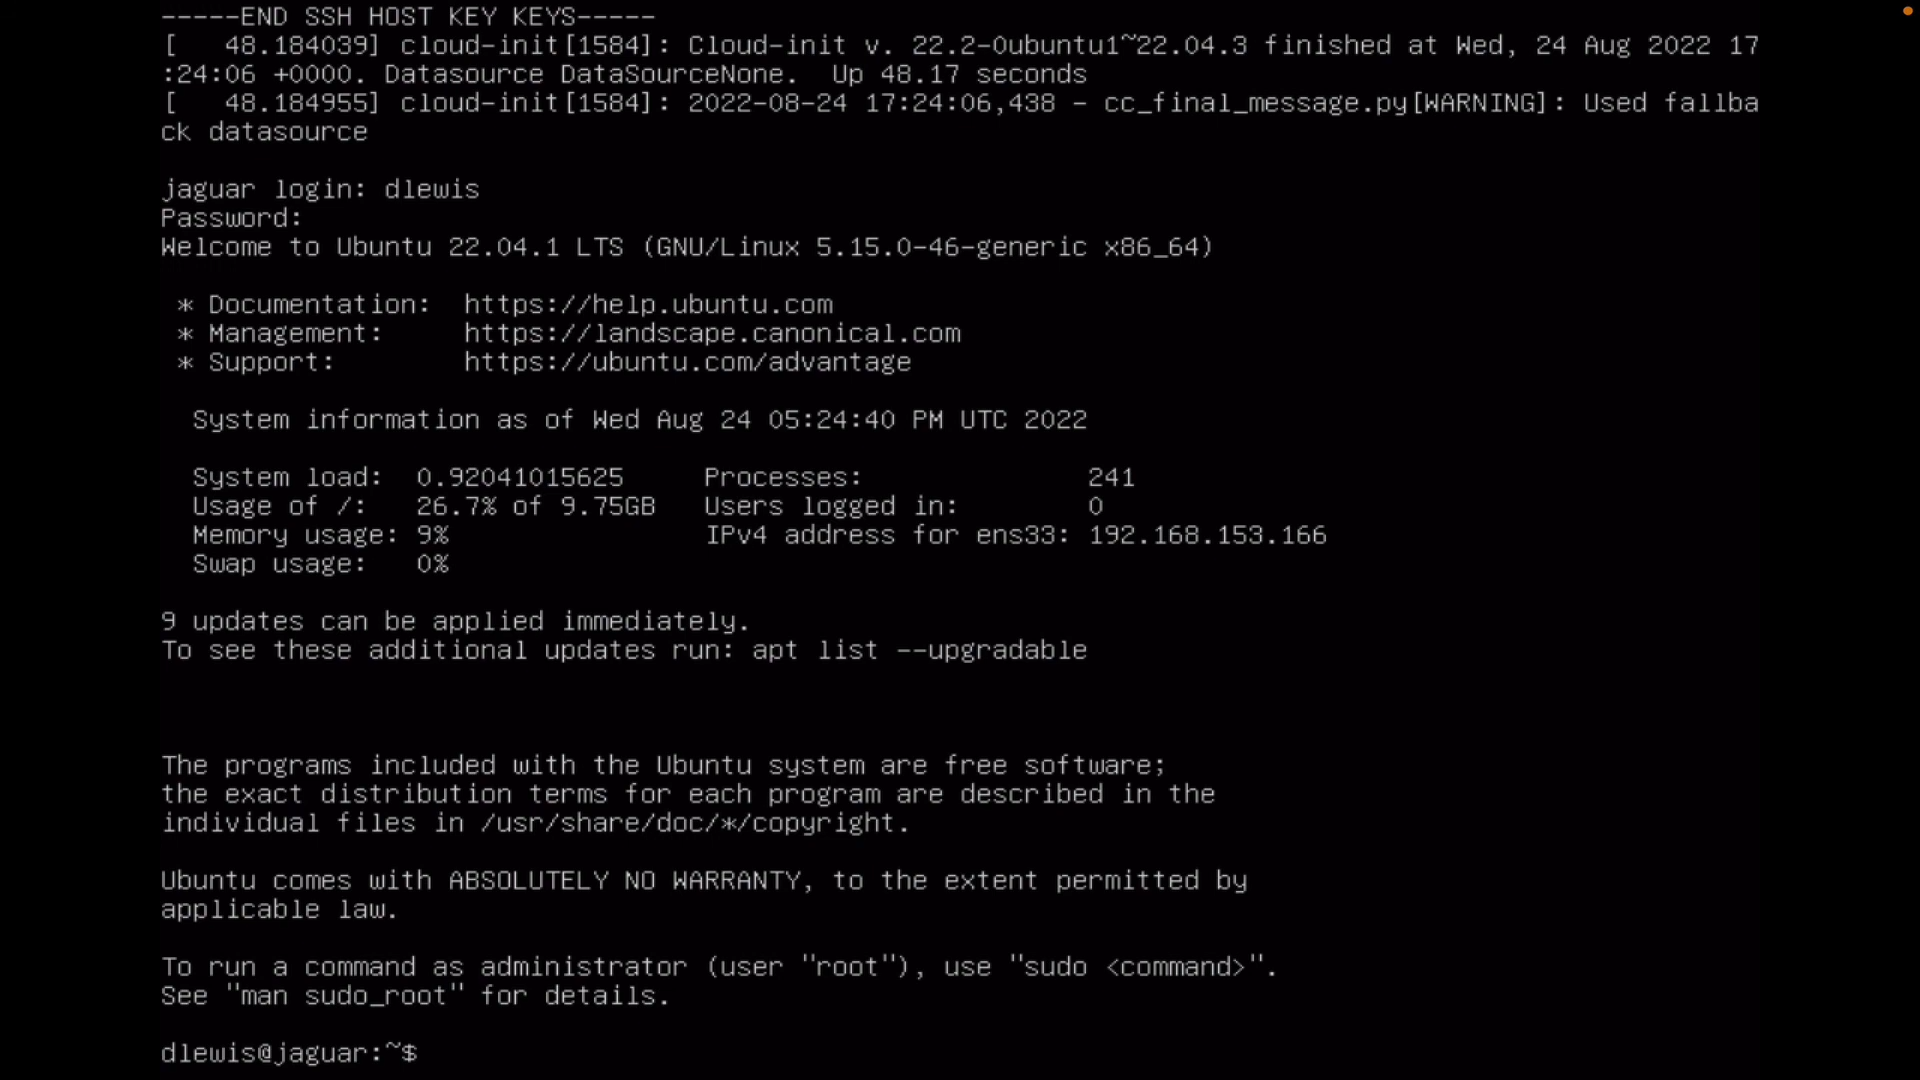 -----END SSH HOST KEY KEYS-----
[   48.184039] cloud-init[1584]: Cloud-init v. 22.2-0ubuntu1~22.04.3 finished at Wed, 24 Aug 2022 17
:24:06 +0000. Datasource DataSourceNone.  Up 48.17 seconds
[   48.184955] cloud-init[1584]: 2022-08-24 17:24:06,438 - cc_final_message.py[WARNING]: Used fallba
ck datasource
jaguar login: dlewis
Password:
Welcome to Ubuntu 22.04.1 LTS (GNU/Linux 5.15.0-46-generic x86_64)
 * Documentation:  https://help.ubuntu.com
 * Management:     https://landscape.canonical.com
 * Support:        https://ubuntu.com/advantage
  System information as of Wed Aug 24 05:24:40 PM UTC 2022
  System load:  0.92041015625     Processes:              241
  Usage of /:   26.7% of 9.75GB   Users logged in:        0
  Memory usage: 9%                IPv4 address for ens33: 192.168.153.166
  Swap usage:   0%
9 updates can be applied immediately.
To see these additional updates run: apt list --upgradable
The programs included with the Ubuntu system are free software;
the exact distribution terms for each program are described in the
individual files in /usr/share/doc/*/copyright.
Ubuntu comes with ABSOLUTELY NO WARRANTY, to the extent permitted by
applicable law.
To run a command as administrator (user "root"), use "sudo <command>".
See "man sudo_root" for details.
dlewis@jaguar:~$